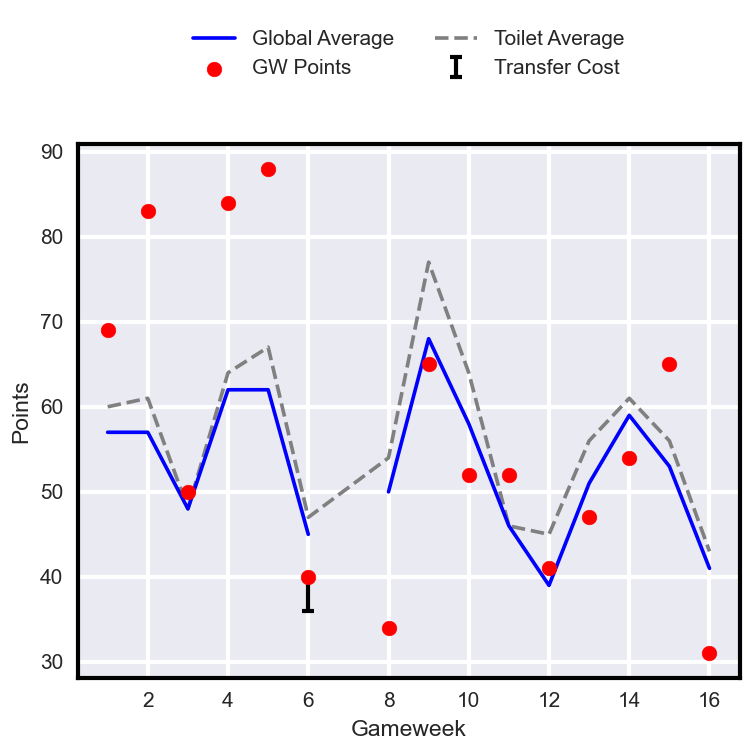 Global Average
Toilet Average
GW Points
Transfer Cost
90
80
70
60
50
40
30
Points
2 4 6 8 10 12 14 16
Gameweek